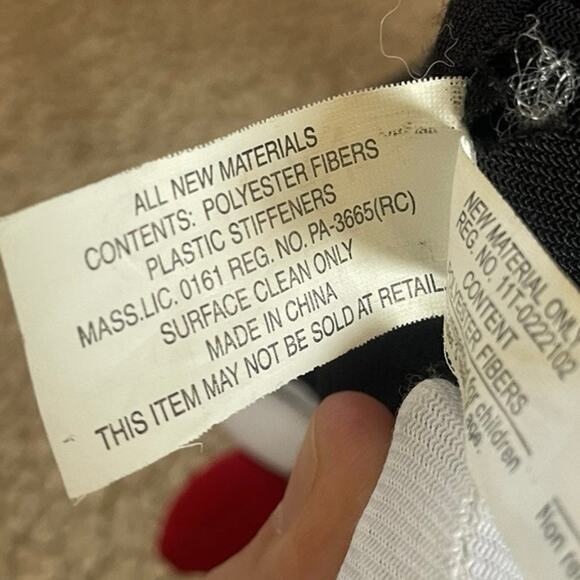 ALL NEW MATERIALS
CONTENTS: POLYESTER FIBERS
PLASTIC STIFFENERS
MASS.LIC. 0161 REG. NO. PA-3665(RC)
SURFACE CLEAN ONLY
MADE IN CHINA
THIS ITEM MAY NOT BE SOLD AT RETAIL.
NEW MATERIAL ONLY
REG. NO. 11T-0222102
CONTENT
FIBERS
children
Non